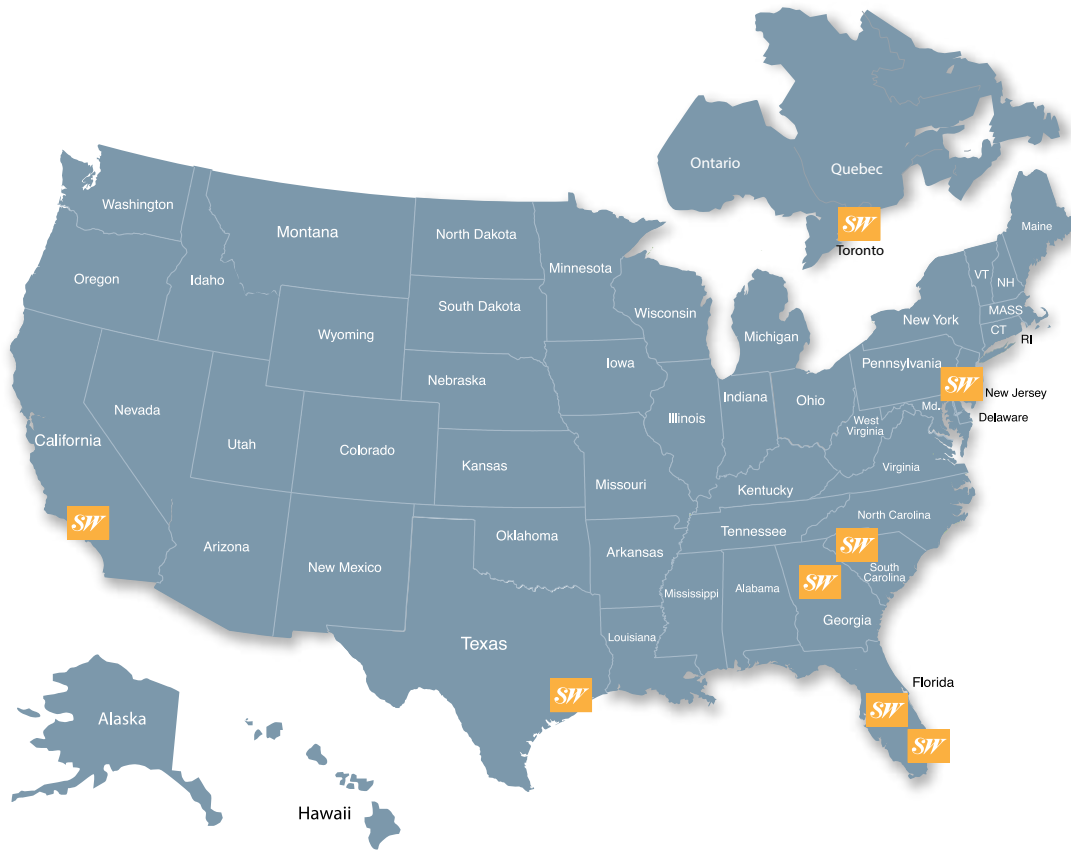 Ontario
Quebec
SW
Toronto
Washington
Montana
North Dakota
Minnesota
Maine
Oregon
Idaho
South Dakota
Wisconsin
Michigan
New York
VT
NH
MASS
CT
RI
Wyoming
Iowa
Pennsylvania
SW
New Jersey
Nebraska
Nevada
Utah
California
Colorado
Kansas
Illinois
Indiana
Ohio
West
Virginia
Md.
Delaware
Virginia
Missouri
Kentucky
SW
Arizona
New Mexico
Oklahoma
Arkansas
Tennessee
North Carolina
SW
South
Carolina
SW
Mississippi
Alabama
Georgia
Texas
Louisiana
SW
Florida
SW
SW
Alaska
Hawaii